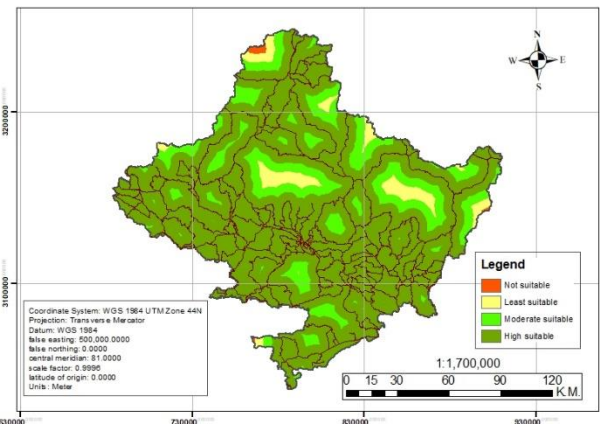 N
W E
S
3200000
3100000
Legend
Not suitable
Least suitable
Moderate suitable
High suitable
Coordinate System: WGS 1984 UTM Zone 44N
Projection: Transverse Mercator
Datum: WGS 1984
false easting: 500,000.0000
false northing: 0.0000
central meridian: 81.0000
scale factor: 0.9996
latitude of origin: 0.0000
Units: Meter
1:1,700,000
0 15 30 60 90 120
K.M.
630000 730000 830000 930000